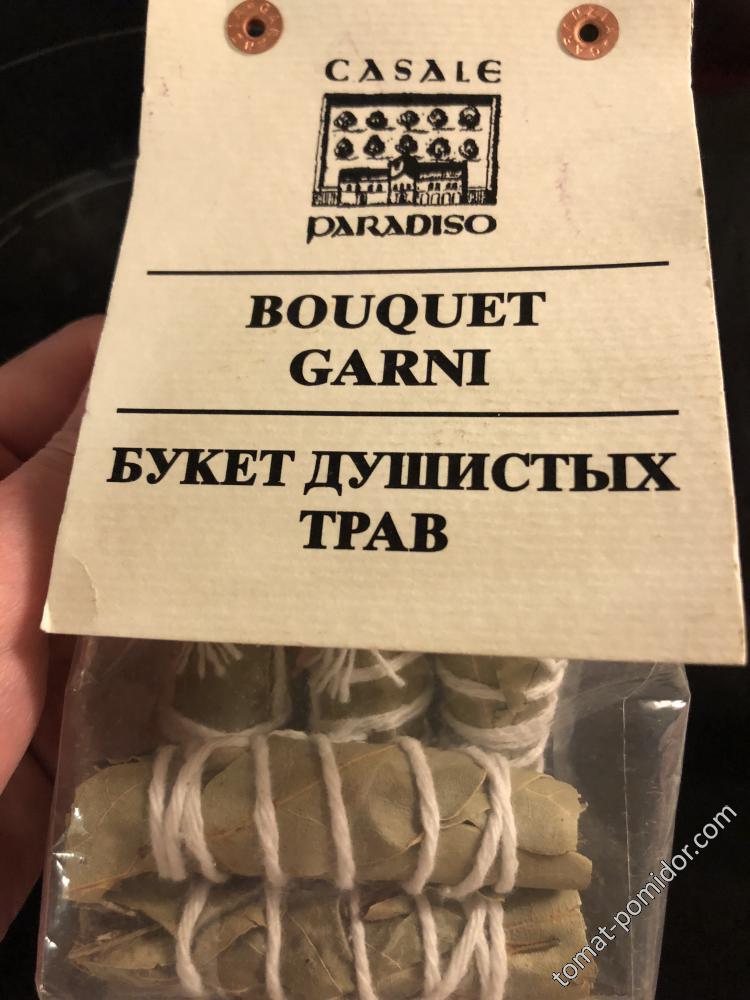 CASALE
PARADISO
BOUQUET
GARNI
БУКЕТ ДУШИСТЫХ
ТРАВ
tomat-pomidor.com